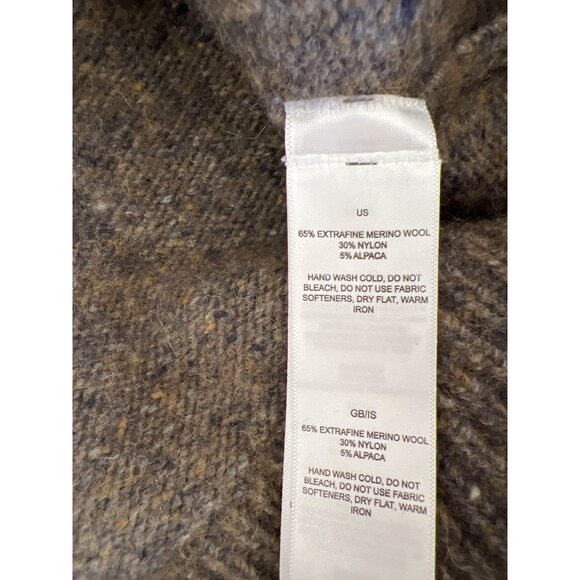 US
65% EXTRAFINE MERINO WOOL
30% NYLON
5% ALPACA
HAND WASH COLD, DO NOT
BLEACH, DO NOT USE FABRIC
SOFTENERS, DRY FLAT, WARM
IRON
GB/IS
65% EXTRAFINE MERINO WOOL
30% NYLON
5% ALPACA
HAND WASH COLD, DO NOT
BLEACH, DO NOT USE FABRIC
SOFTENERS, DRY FLAT, WARM
IRON